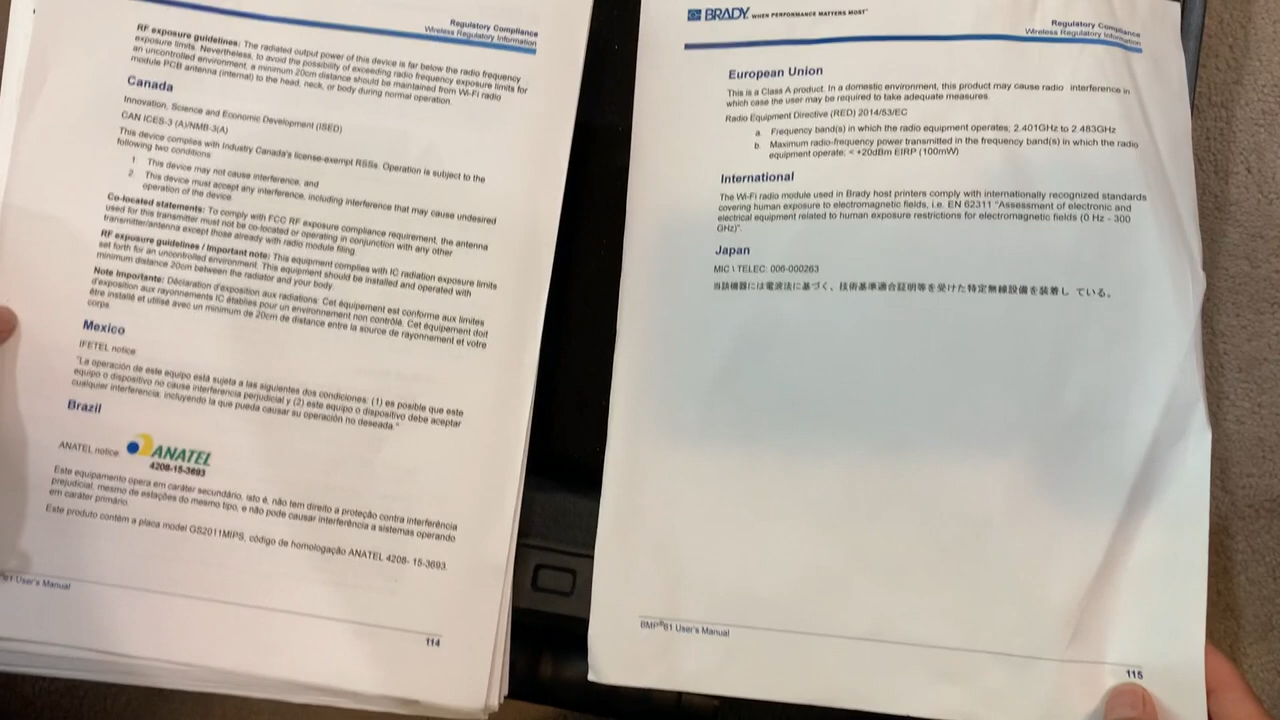 Regulatory Compliance
Wireless Regulatory Information
RF exposure guidelines: The radiated output power of this device is far below the radio frequency
exposure limits. Nevertheless, to avoid the possibility of exceeding radio frequency exposure limits for
an uncontrolled environment, a minimum 20cm distance should be maintained from Wi-Fi radio
module PCB antenna (internal) to the head, neck, or body during normal operation.
Canada
Innovation, Science and Economic Development (ISED)
CAN ICES-3 (A)/NMB-3(A)
This device complies with Industry Canada's license-exempt RSSs. Operation is subject to the
following two conditions
1 This device may not cause interference, and
2. This device must accept any interference, including interference that may cause undesired
operation of the device.
Co-located statements: To comply with FCC RF exposure compliance requirement, the antenna
used for this transmitter must not be co-located or operating in conjunction with any other
transmitter/antenna except those already with radio module filing.
RF exposure guidelines / Important note: This equipment complies with IC radiation exposure limits
set forth for an uncontrolled environment. This equipment should be installed and operated with
minimum distance 20cm between the radiator and your body.
Note Importante: Déclaration d'exposition aux radiations: Cet équipement est conforme aux limites
d'exposition aux rayonnements IC établies pour un environnement non contrôlé. Cet équipement doit
être installé et utilisé avec un minimum de 20cm de distance entre la source de rayonnement et votre
corps.
Mexico
IFETEL notice
"La operación de este equipo está sujeta a las siguientes dos condiciones: (1) es posible que este
equipo o dispositivo no cause interferencia perjudicial y (2) este equipo o dispositivo debe aceptar
cualquier interferencia, incluyendo la que pueda causar su operación no deseada."
Brazil
ANATEL notice
ANATEL
4208-15-3693
Este equipamento opera em caráter secundário, isto é, não tem direito a proteção contra interferência
prejudicial, mesmo de estações do mesmo tipo, e não pode causar interferência a sistemas operando
em caráter primário.
Este produto contêm a placa model GS2011MIPS, código de homologação ANATEL 4208- 15-3693.
61 User's Manual
114
BRADY WHEN PERFORMANCE MATTERS MOST
Regulatory Compliance
Wireless Regulatory Information
European Union
This is a Class A product. In a domestic environment, this product may cause radio interference in
which case the user may be required to take adequate measures.
Radio Equipment Directive (RED) 2014/53/EC
a. Frequency band(s) in which the radio equipment operates; 2.401GHz to 2.483GHz
b. Maximum radio-frequency power transmitted in the frequency band(s) in which the radio
equipment operate; < +20dBm EIRP (100mW)
International
The Wi-Fi radio module used in Brady host printers comply with internationally recognized standards
covering human exposure to electromagnetic fields, i.e. EN 62311 "Assessment of electronic and
electrical equipment related to human exposure restrictions for electromagnetic fields (0 Hz - 300
GHz)".
Japan
MIC \ TELEC: 006-000263
当該機器には電波法に基づく、技術基準適合証明等を受けた特定無線設備を装着し ている。
BMP®61 User's Manual
115